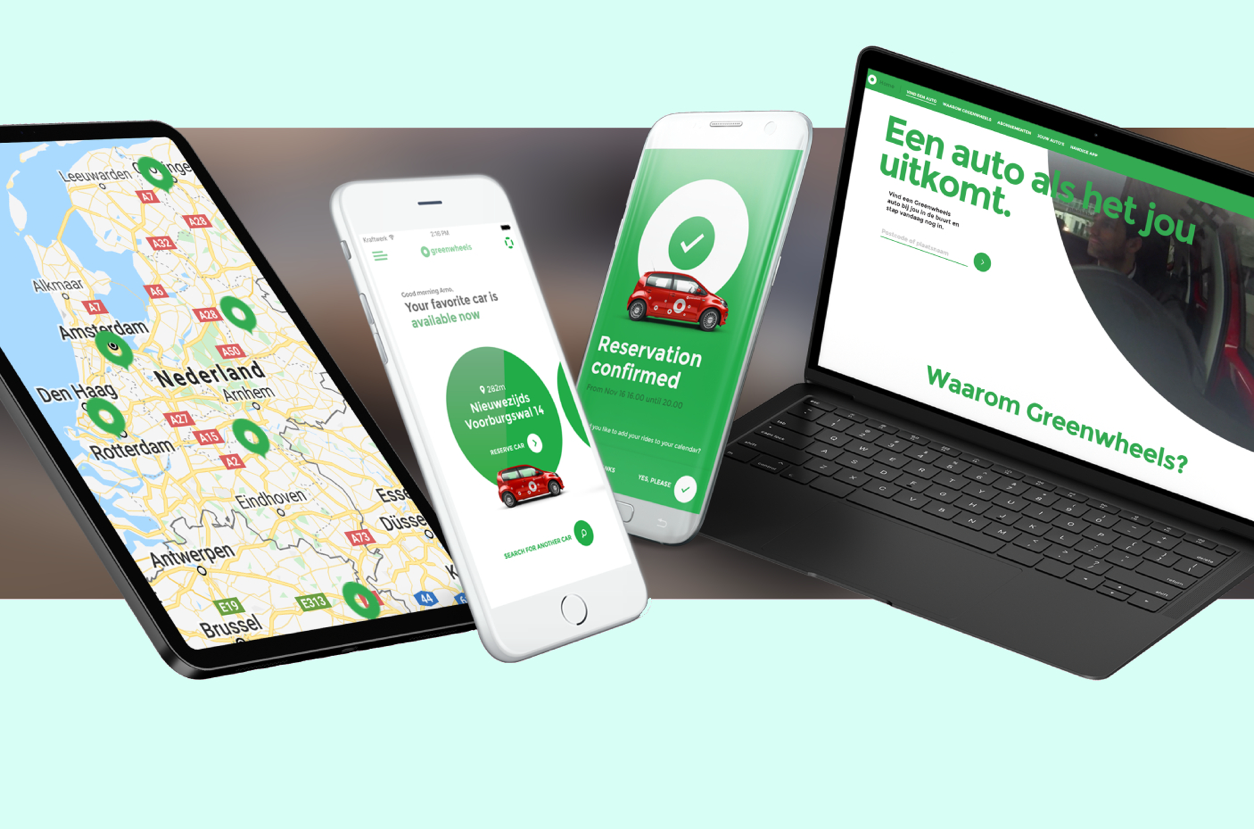 Leeuwarden
A7
A28
A32
Alkmaar
A6
A7
A28
Amsterdam
A50
Nederland
Den Haag
Arnhem
A27
A15
Rotterdam
A2
Eindhoven
Esse
Düsse
A73
Antwerpen
E19
E313
44
Brussel
Kraftwerk
2:10 PM
greenwheels
Good morning Arno,
Your favorite car is
available now
282m
Nieuwezijds
Voorburgswal 14
RESERVE CAR
SEARCH FOR ANOTHER CAR
Reservation
confirmed
From Nov 16 16.00 until 20.00
you like to add your rides to your calender?
NKS
YES, PLEASE
VIND EEN AUTO
WAAROM GREENWHEELS
ABONNEMENTEN
JOUW AUTO'S
HANDIGE APP
Een auto als het jou
uitkomt.
Vind een Greenwheels
auto bij jou in de buurt en
stap vandaag nog in.
Postcode of plaatsnaam
Waarom Greenwheels?